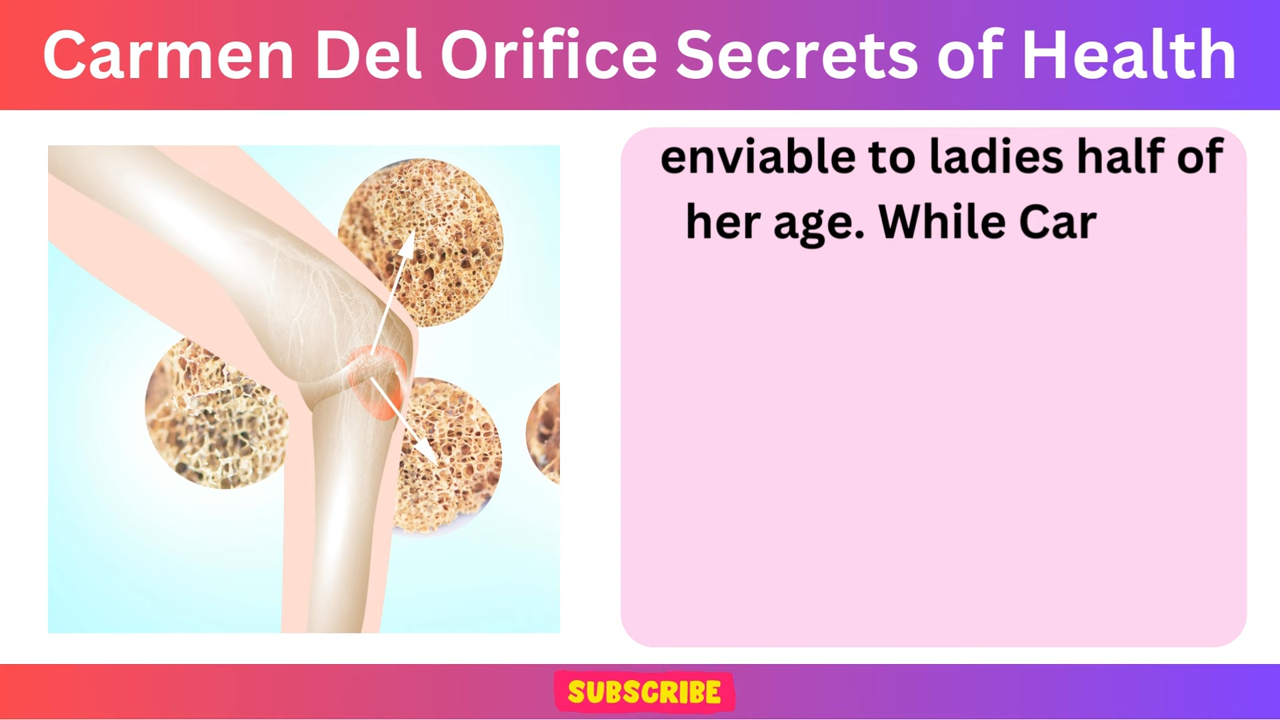 Carmen Del Orifice Secrets of Health
enviable to ladies half of
her age. While Car
SUBSCRIBE